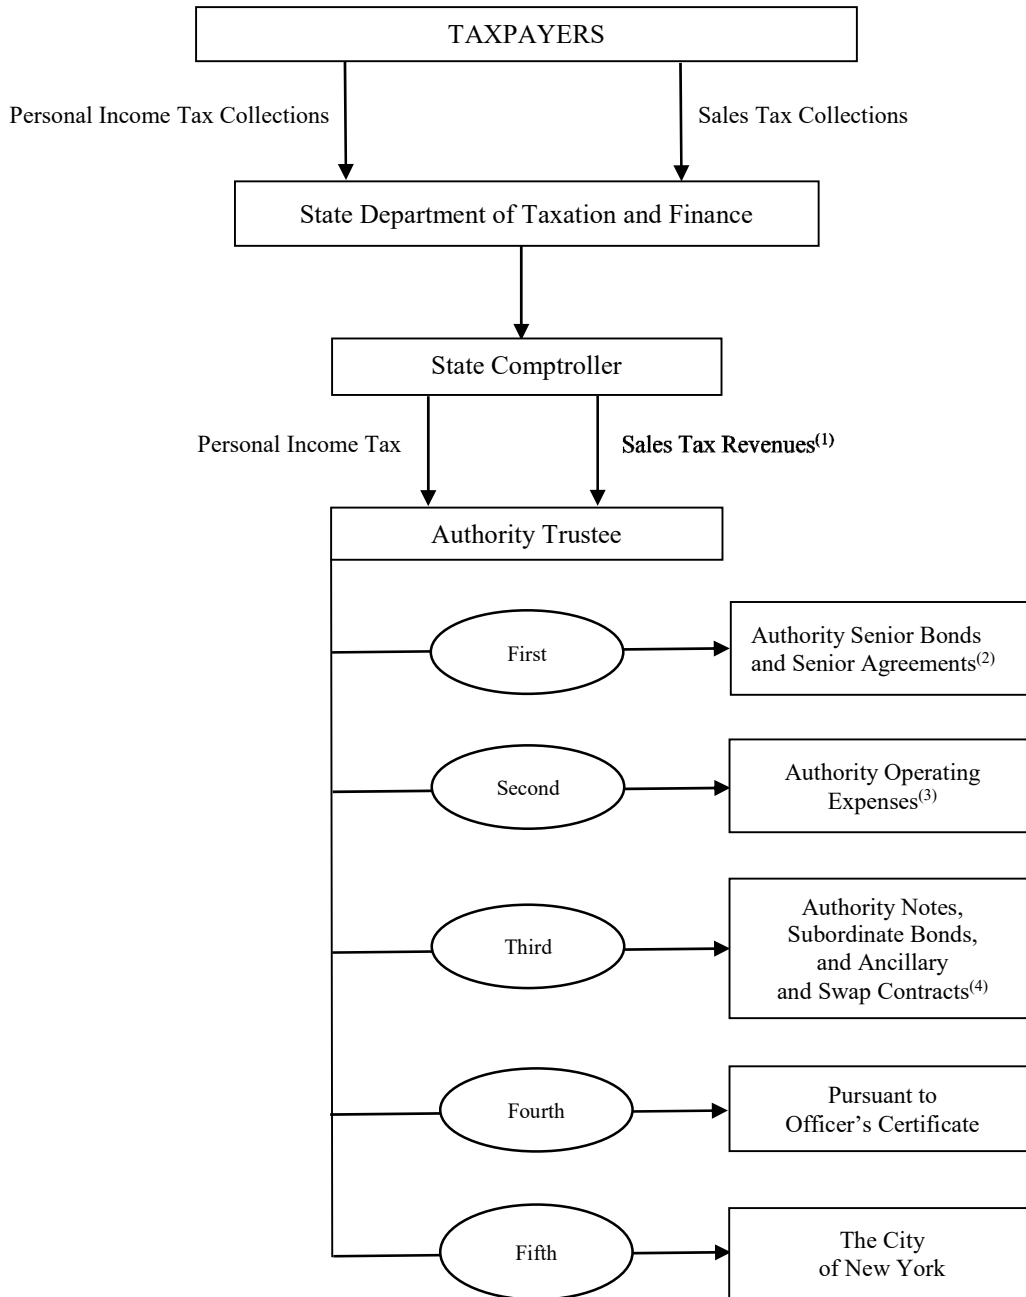 TAXPAYERS
Personal Income Tax Collections
Sales Tax Collections
State Department of Taxation and Finance
State Comptroller
Personal Income Tax
Sales Tax Revenues(1)
Authority Trustee
First
Authority Senior Bonds
and Senior Agreements(2)
Second
Authority Operating
Expenses(3)
Third
Authority Notes,
Subordinate Bonds,
and Ancillary
and Swap Contracts(4)
Fourth
Pursuant to
Officer’s Certificate
Fifth
The City
of New York